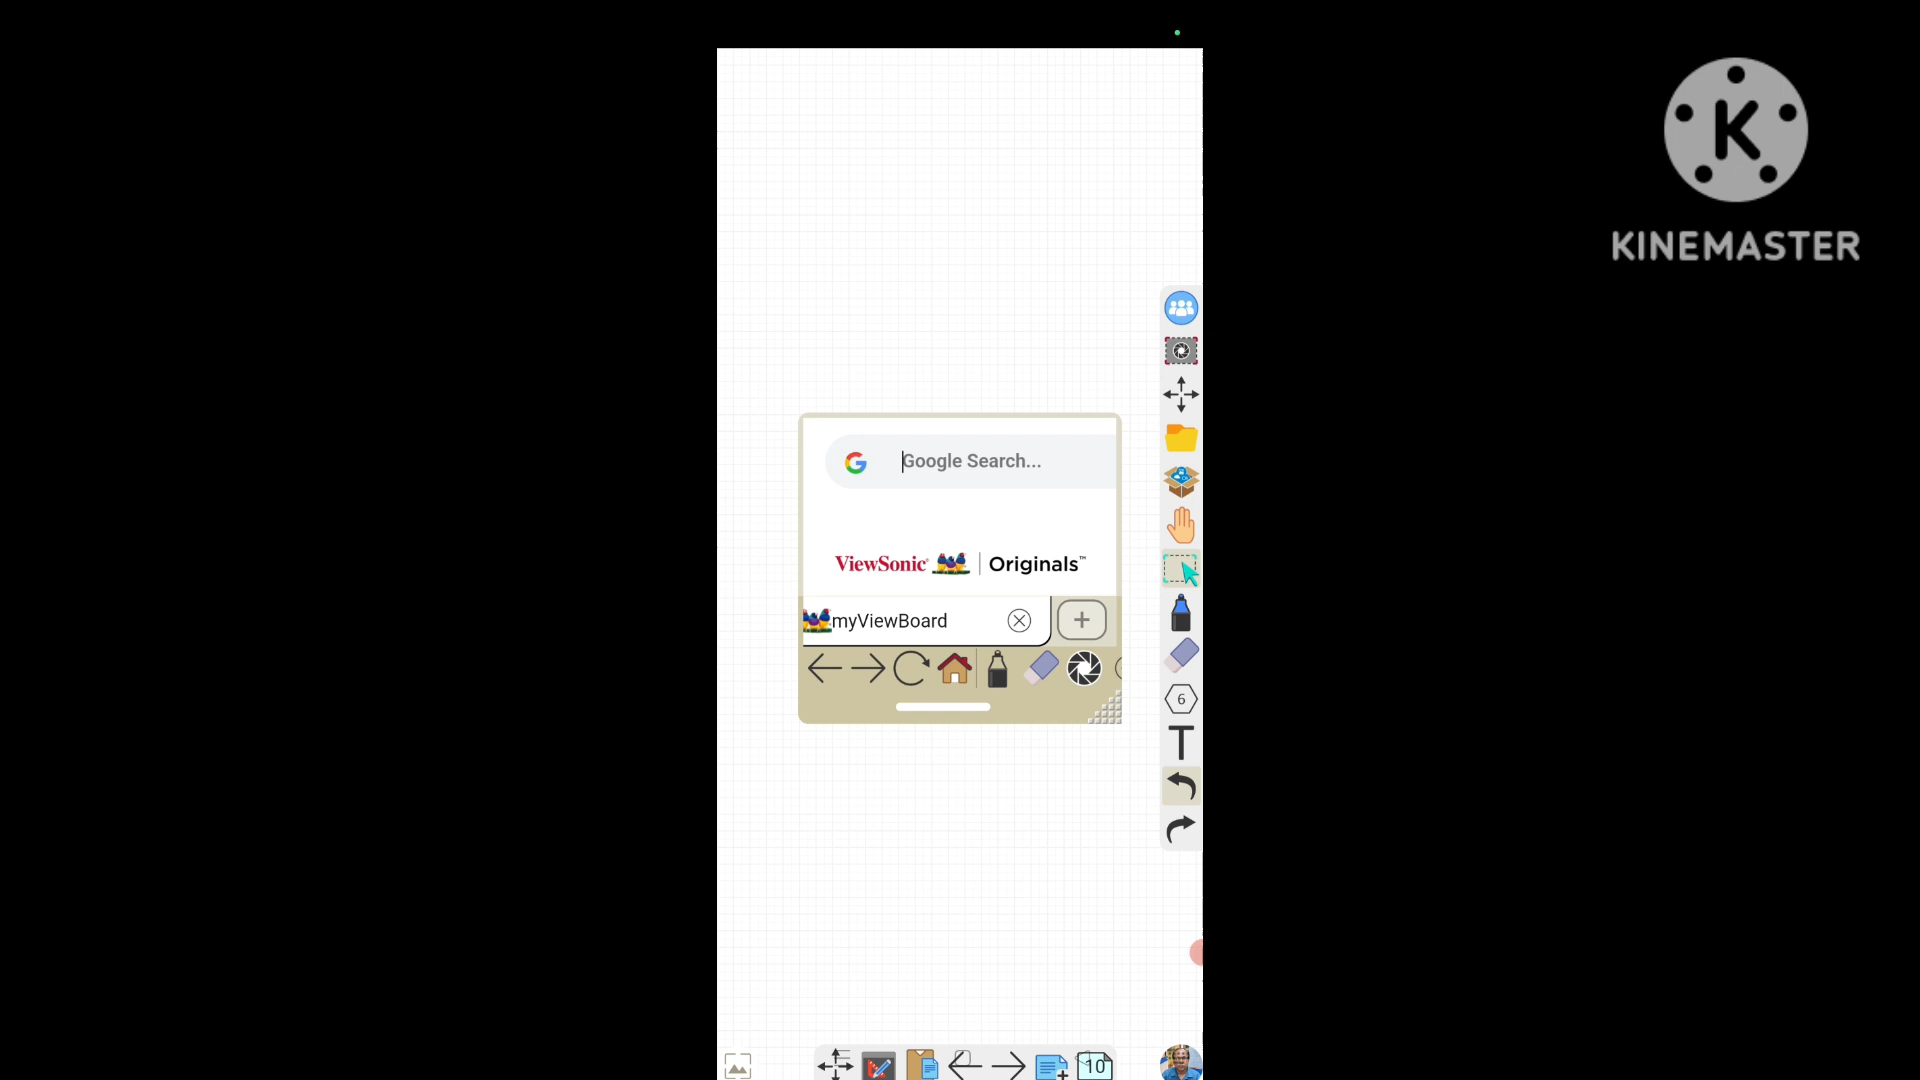 K
KINEMASTER
Google Search...
ViewSonic® Originals™
myViewBoard
6
T
10